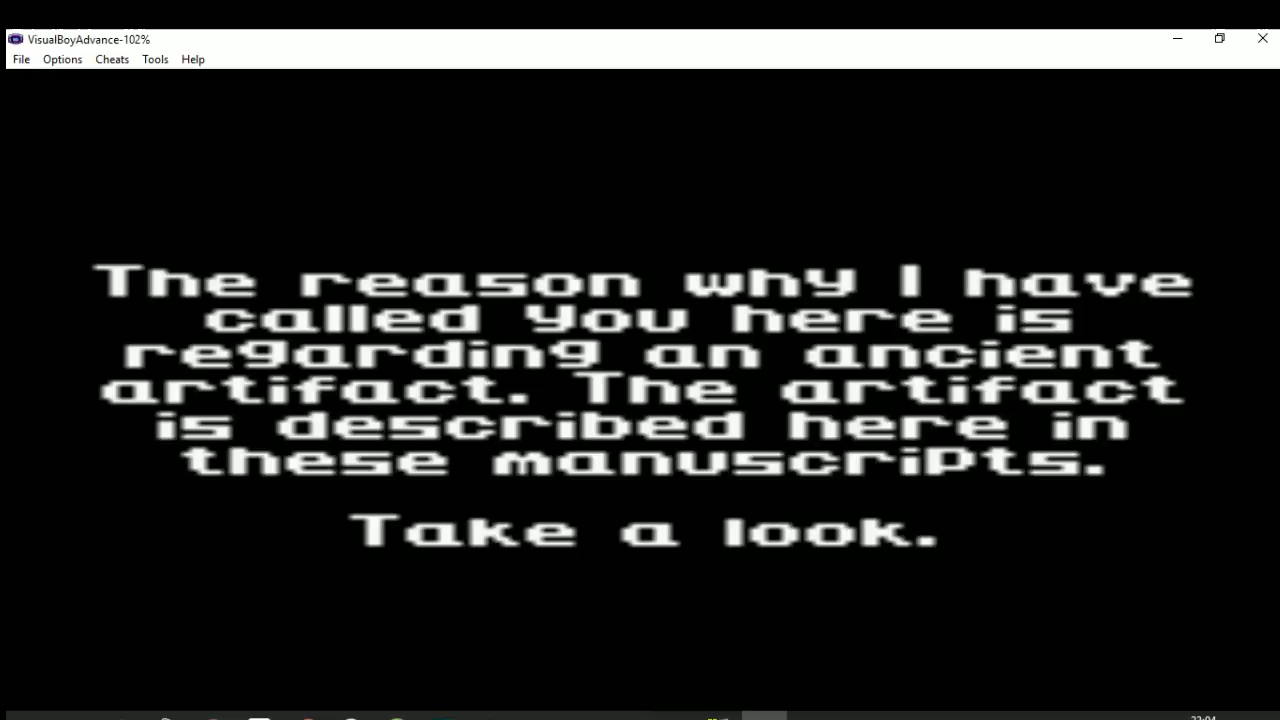 VisualBoyAdvance-102%
File Options Cheats Tools Help
The reason why I have
called you here is
regarding an ancient
artifact. The artifact
is described here in
these manuscripts.
Take a look.